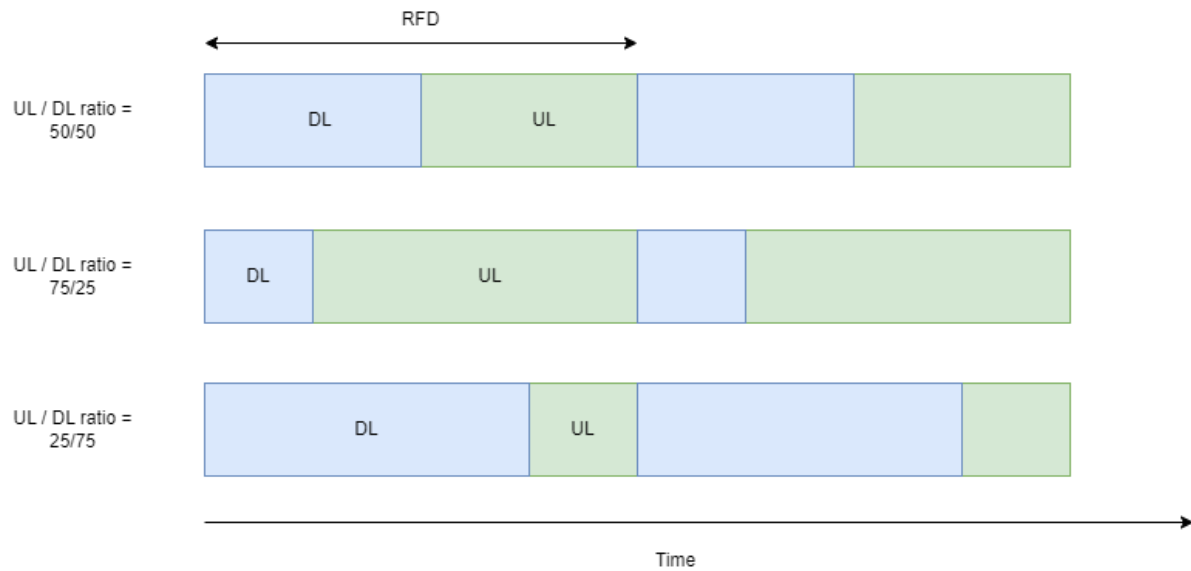 RFD
UL / DL ratio =
50/50
DL
UL
UL / DL ratio =
75/25
DL
UL
UL / DL ratio =
25/75
DL
UL
Time